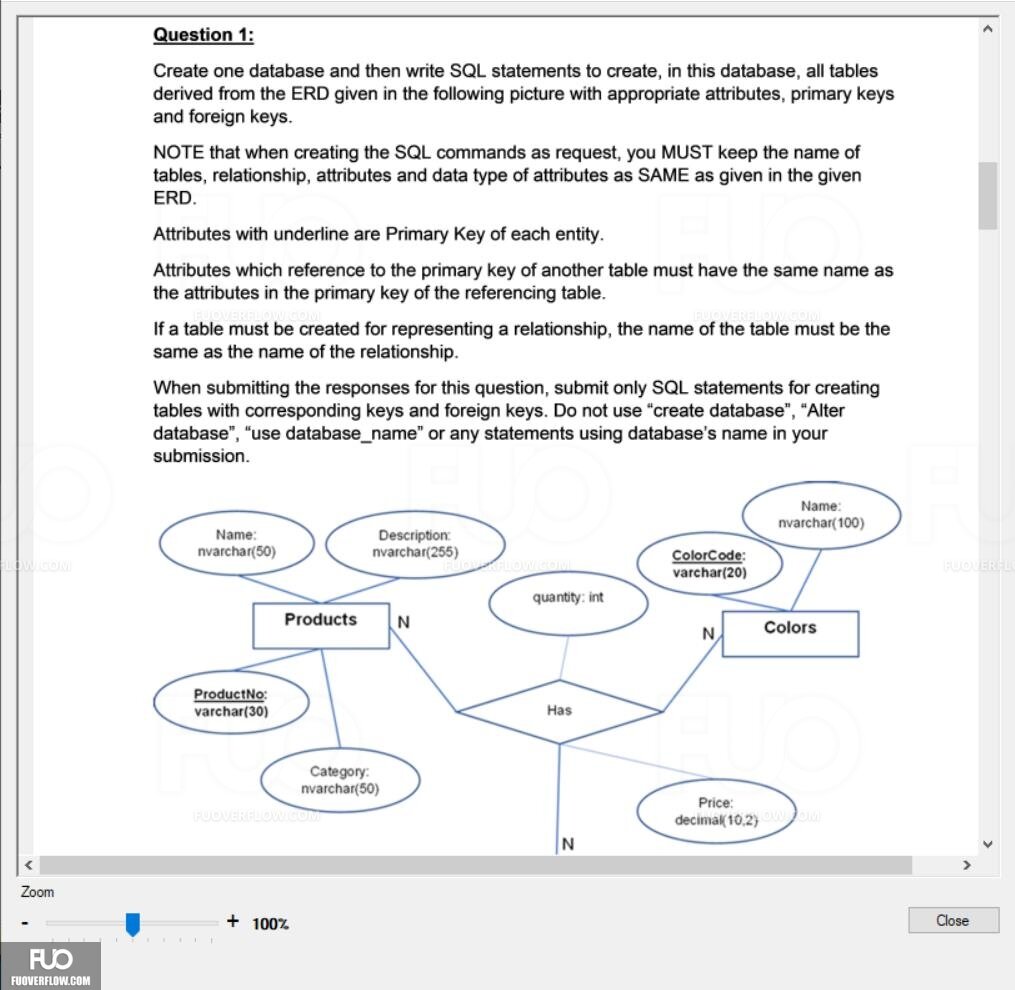 Question 1:
Create one database and then write SQL statements to create, in this database, all tables
derived from the ERD given in the following picture with appropriate attributes, primary keys
and foreign keys.
NOTE that when creating the SQL commands as request, you MUST keep the name of
tables, relationship, attributes and data type of attributes as SAME as given in the given
ERD.
Attributes with underline are Primary Key of each entity.
Attributes which reference to the primary key of another table must have the same name as
the attributes in the primary key of the referencing table.
FUOVERFLOW.COM
FUOVERFLOW.COM
If a table must be created for representing a relationship, the name of the table must be the
same as the name of the relationship.
When submitting the responses for this question, submit only SQL statements for creating
tables with corresponding keys and foreign keys. Do not use “create database”, “Alter
database”, “use database_name” or any statements using database’s name in your
submission.
Name:
nvarchar(50)
Description:
nvarchar(255)
Name:
nvarchar(100)
ColorCode:
varchar(20)
FUOVERFLOW.COM
quantity: int
Products
N
N
Colors
ProductNo:
varchar(30)
Has
Category:
nvarchar(50)
Price:
decimal(10,2)
FUOVERFLOW.COM
N
Zoom
- + 100%
Close
FUO
FUOVERFLOW.COM